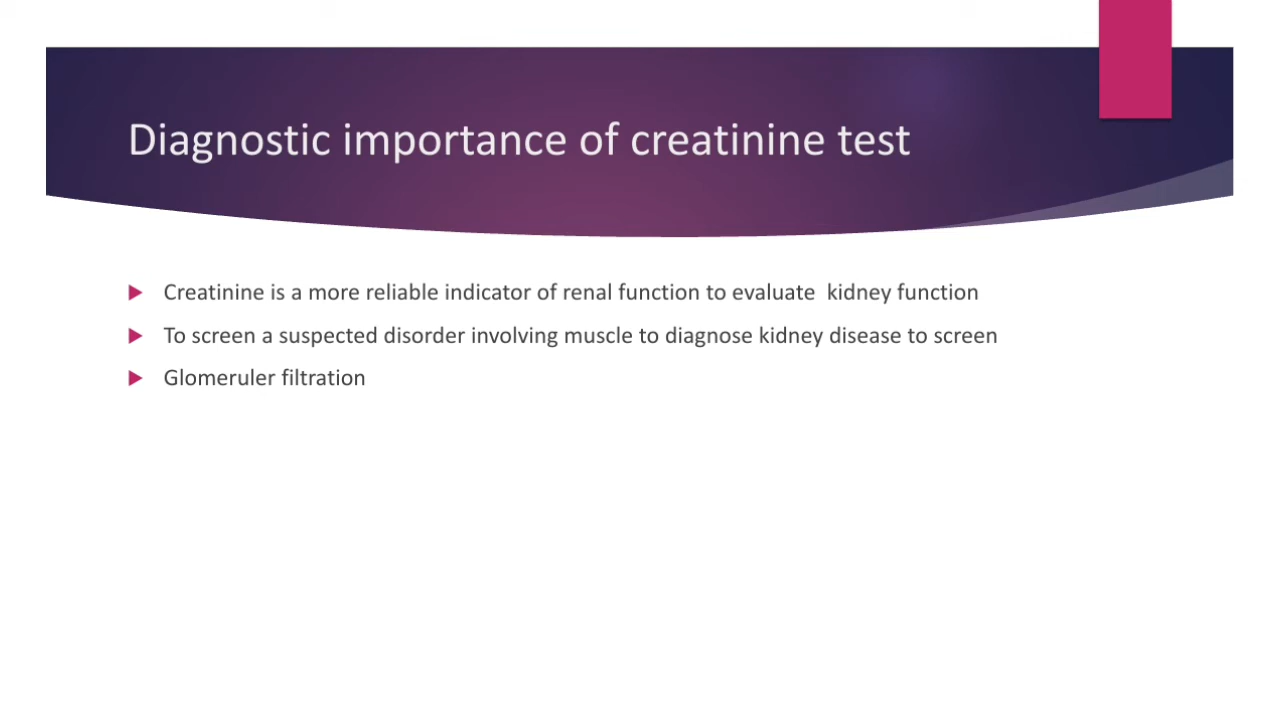 Diagnostic importance of creatinine test
Creatinine is a more reliable indicator of renal function to evaluate  kidney function
To screen a suspected disorder involving muscle to diagnose kidney disease to screen
Glomeruler filtration